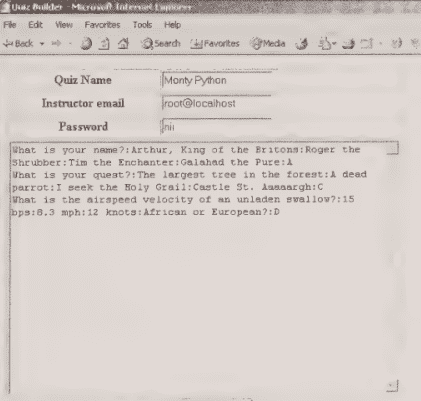 Quiz Builder - Microsoft Internet Explorer
File Edit View Favorites Tools Help
Back Search Favorites Media
Quiz Name Monty Python
Instructor email root@localhost
Password nii
What is your name?:Arthur, King of the Britons:Roger the
Shrubber:Tim the Enchanter:Galahad the Pure:A
What is your quest?:The largest tree in the forest:A dead
parrot:I seek the Holy Grail:Castle St. Aaaaargh:C
What is the airspeed velocity of an unladen swallow?:15
bps:8.3 mph:12 knots:African or European?:D